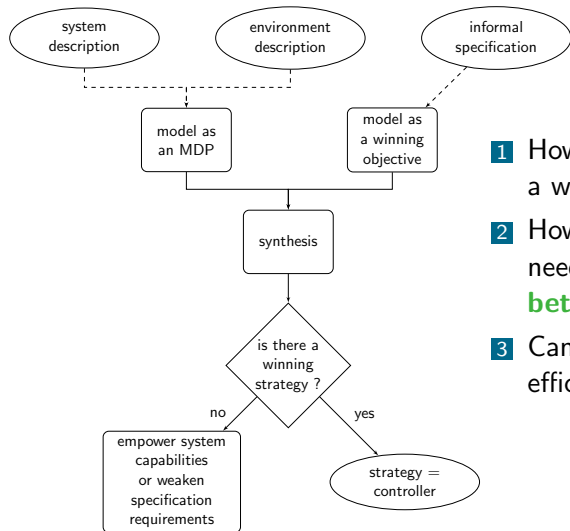 system
description
environment
description
informal
specification
model as
an MDP
model as
a winning
objective
synthesis
is there a
winning
strategy ?
no
yes
empower system
capabilities
or weaken
specification
requirements
strategy =
controller
1 How
a w
2 How
need
bet
3 Can
effic